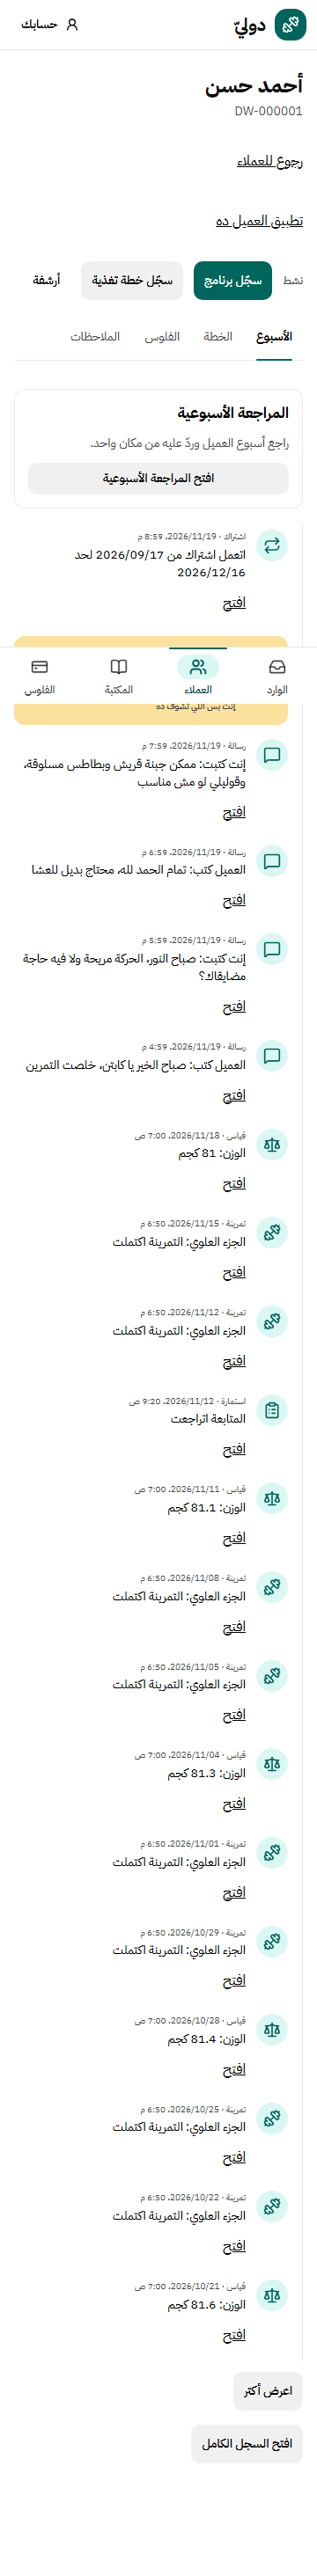 دوليّ
حسابك
أحمد حسن
DW-000001
رجوع للعملاء
تطبيق العميل ده
نشط
سجّل برنامج
سجّل خطة تغذية
أرشفة
الأسبوع
الخطة
الفلوس
الملاحظات
المراجعة الأسبوعية
راجع أسبوع العميل وردّ عليه من مكان واحد.
افتح المراجعة الأسبوعية
اشتراك · 2026/11/19، 8:59 م
اتعمل اشتراك من 2026/09/17 لحد
2026/12/16
افتح
الوارد
العملاء
المكتبة
الفلوس
إنت بس اللي تشوف ده
رسالة · 2026/11/19، 7:59 م
إنت كتبت: ممكن جبنة قريش وبطاطس مسلوقة،
وقوليلي لو مش مناسب
افتح
رسالة · 2026/11/19، 6:59 م
العميل كتب: تمام الحمد لله، محتاج بديل للعشا
افتح
رسالة · 2026/11/19، 5:59 م
إنت كتبت: صباح النور، الحركة مريحة ولا فيه حاجة
مضايقاك؟
افتح
رسالة · 2026/11/19، 4:59 م
العميل كتب: صباح الخير يا كابتن، خلصت التمرين
افتح
قياس · 2026/11/18، 7:00 ص
الوزن: 81 كجم
افتح
تمرينة · 2026/11/15، 6:50 م
الجزء العلوي: التمرينة اكتملت
افتح
تمرينة · 2026/11/12، 6:50 م
الجزء العلوي: التمرينة اكتملت
افتح
استمارة · 2026/11/12، 9:20 ص
المتابعة اتراجعت
افتح
قياس · 2026/11/11، 7:00 ص
الوزن: 81.1 كجم
افتح
تمرينة · 2026/11/08، 6:50 م
الجزء العلوي: التمرينة اكتملت
افتح
تمرينة · 2026/11/05، 6:50 م
الجزء العلوي: التمرينة اكتملت
افتح
قياس · 2026/11/04، 7:00 ص
الوزن: 81.3 كجم
افتح
تمرينة · 2026/11/01، 6:50 م
الجزء العلوي: التمرينة اكتملت
افتح
تمرينة · 2026/10/29، 6:50 م
الجزء العلوي: التمرينة اكتملت
افتح
قياس · 2026/10/28، 7:00 ص
الوزن: 81.4 كجم
افتح
تمرينة · 2026/10/25، 6:50 م
الجزء العلوي: التمرينة اكتملت
افتح
تمرينة · 2026/10/22، 6:50 م
الجزء العلوي: التمرينة اكتملت
افتح
قياس · 2026/10/21، 7:00 ص
الوزن: 81.6 كجم
افتح
اعرض أكتر
افتح السجل الكامل